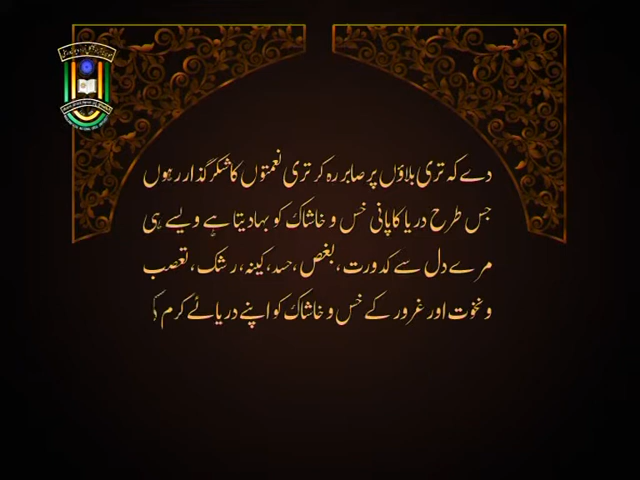 دے کہ تری بلاؤں پر صابر رہ کر تری نعمتوں کا شکر گذار رہوں
جس طرح دریا کا پانی خس و خاشاک کو بہا دیتا ہے ویسے ہی
مرے دل سے کدورت، بغض، حسد، کینہ، رشک، تعصب
و نخوت اور غرور کے خس و خاشاک کو اپنے دریائے کرم